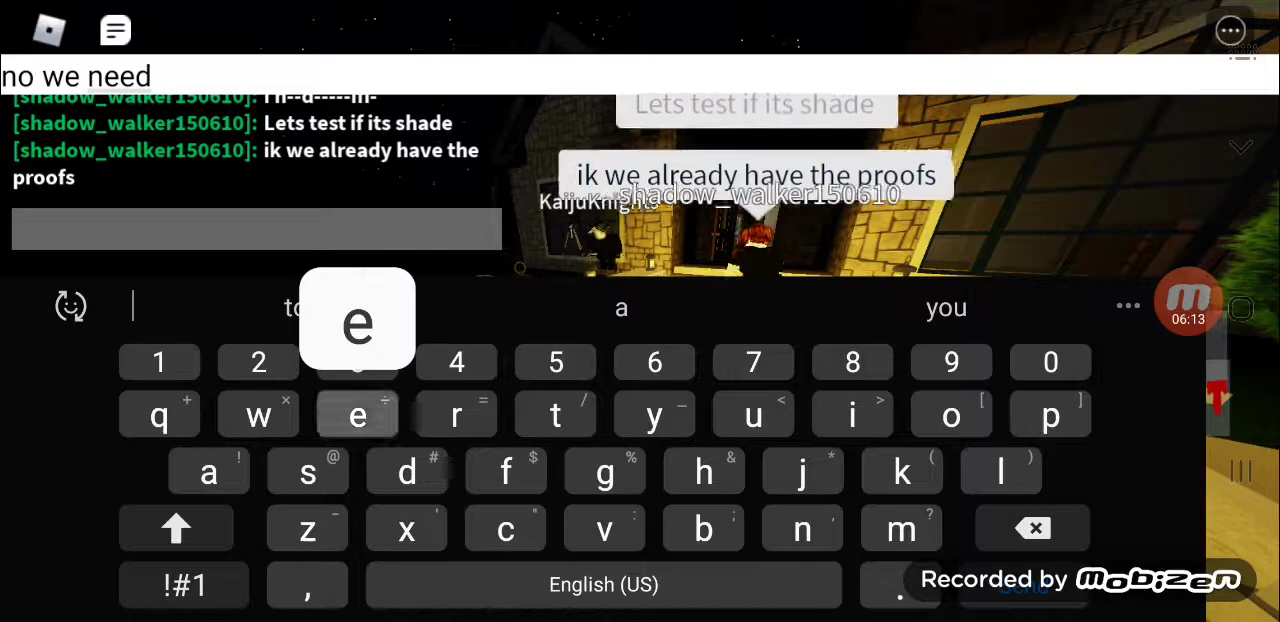 no we need
[shadow_walker150610]:
[shadow_walker150610]: Lets test if its shade
[shadow_walker150610]: ik we already have the
proofs
Lets test if its shade
ik we already have the proofs
shadow_walker150610
KaijuKnights
e
a
you
06:13
1 2 4 5 6 7 8 9 0
q + w × e ÷ r = t / y _ u < i > o [ p ]
a ! s @ d # f $ g % h & j * k ( l )
z - x ' c " v : b ; n , m ?
!#1 , English (US) .
Recorded by mobizen